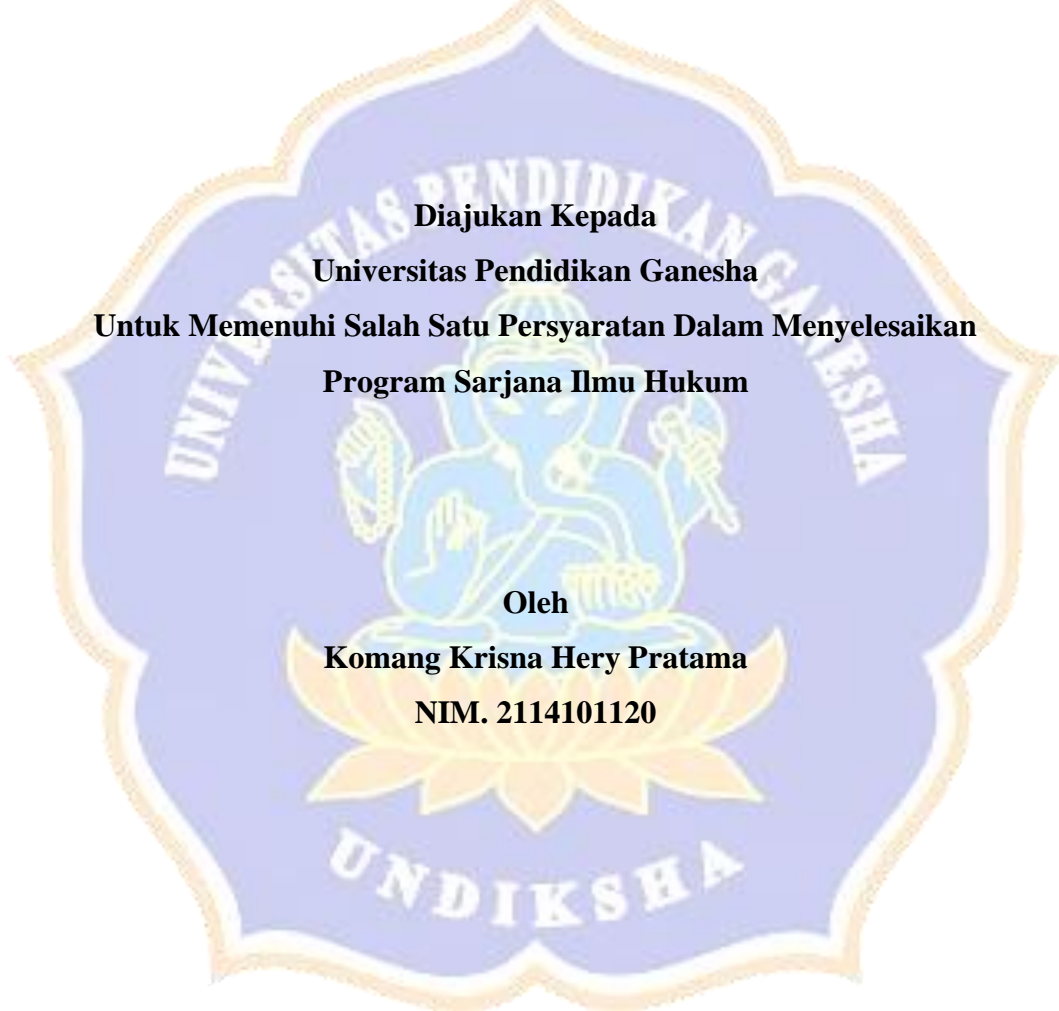 UNIVERSITAS PENDIDIKAN GANESHA
Diajukan Kepada
Universitas Pendidikan Ganesha
Untuk Memenuhi Salah Satu Persyaratan Dalam Menyelesaikan
Program Sarjana Ilmu Hukum
Oleh
Komang Krisna Hery Pratama
NIM. 2114101120
UNDIKSHA